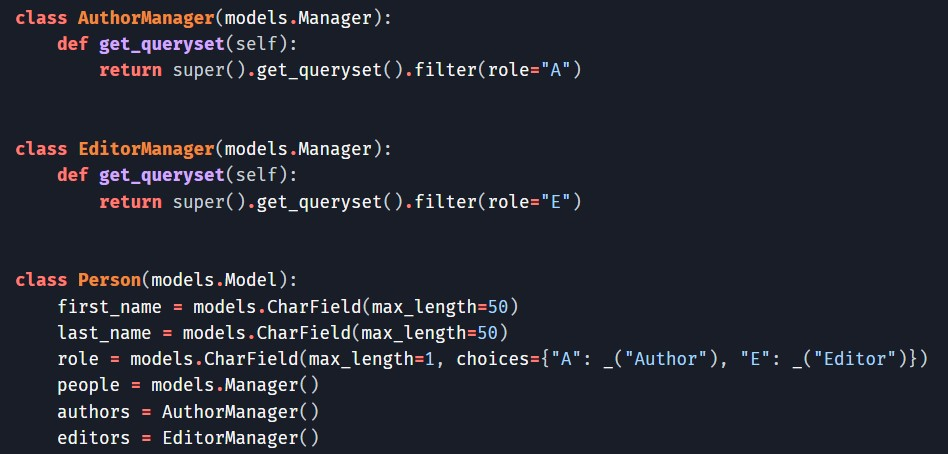 class AuthorManager(models.Manager):
    def get_queryset(self):
        return super().get_queryset().filter(role="A")
class EditorManager(models.Manager):
    def get_queryset(self):
        return super().get_queryset().filter(role="E")
class Person(models.Model):
    first_name = models.CharField(max_length=50)
    last_name = models.CharField(max_length=50)
    role = models.CharField(max_length=1, choices={"A": _("Author"), "E": _("Editor")})
    people = models.Manager()
    authors = AuthorManager()
    editors = EditorManager()